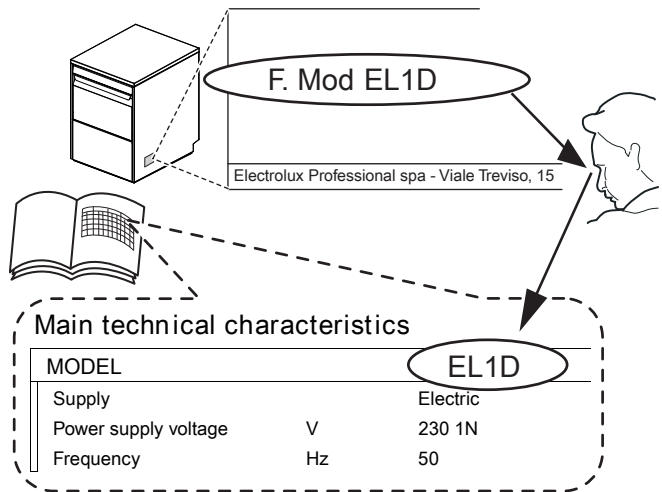 F. Mod EL1D
Electrolux Professional spa - Viale Treviso, 15
Main technical characteristics
MODEL EL1D
Supply Electric
Power supply voltage V 230 1N
Frequency Hz 50